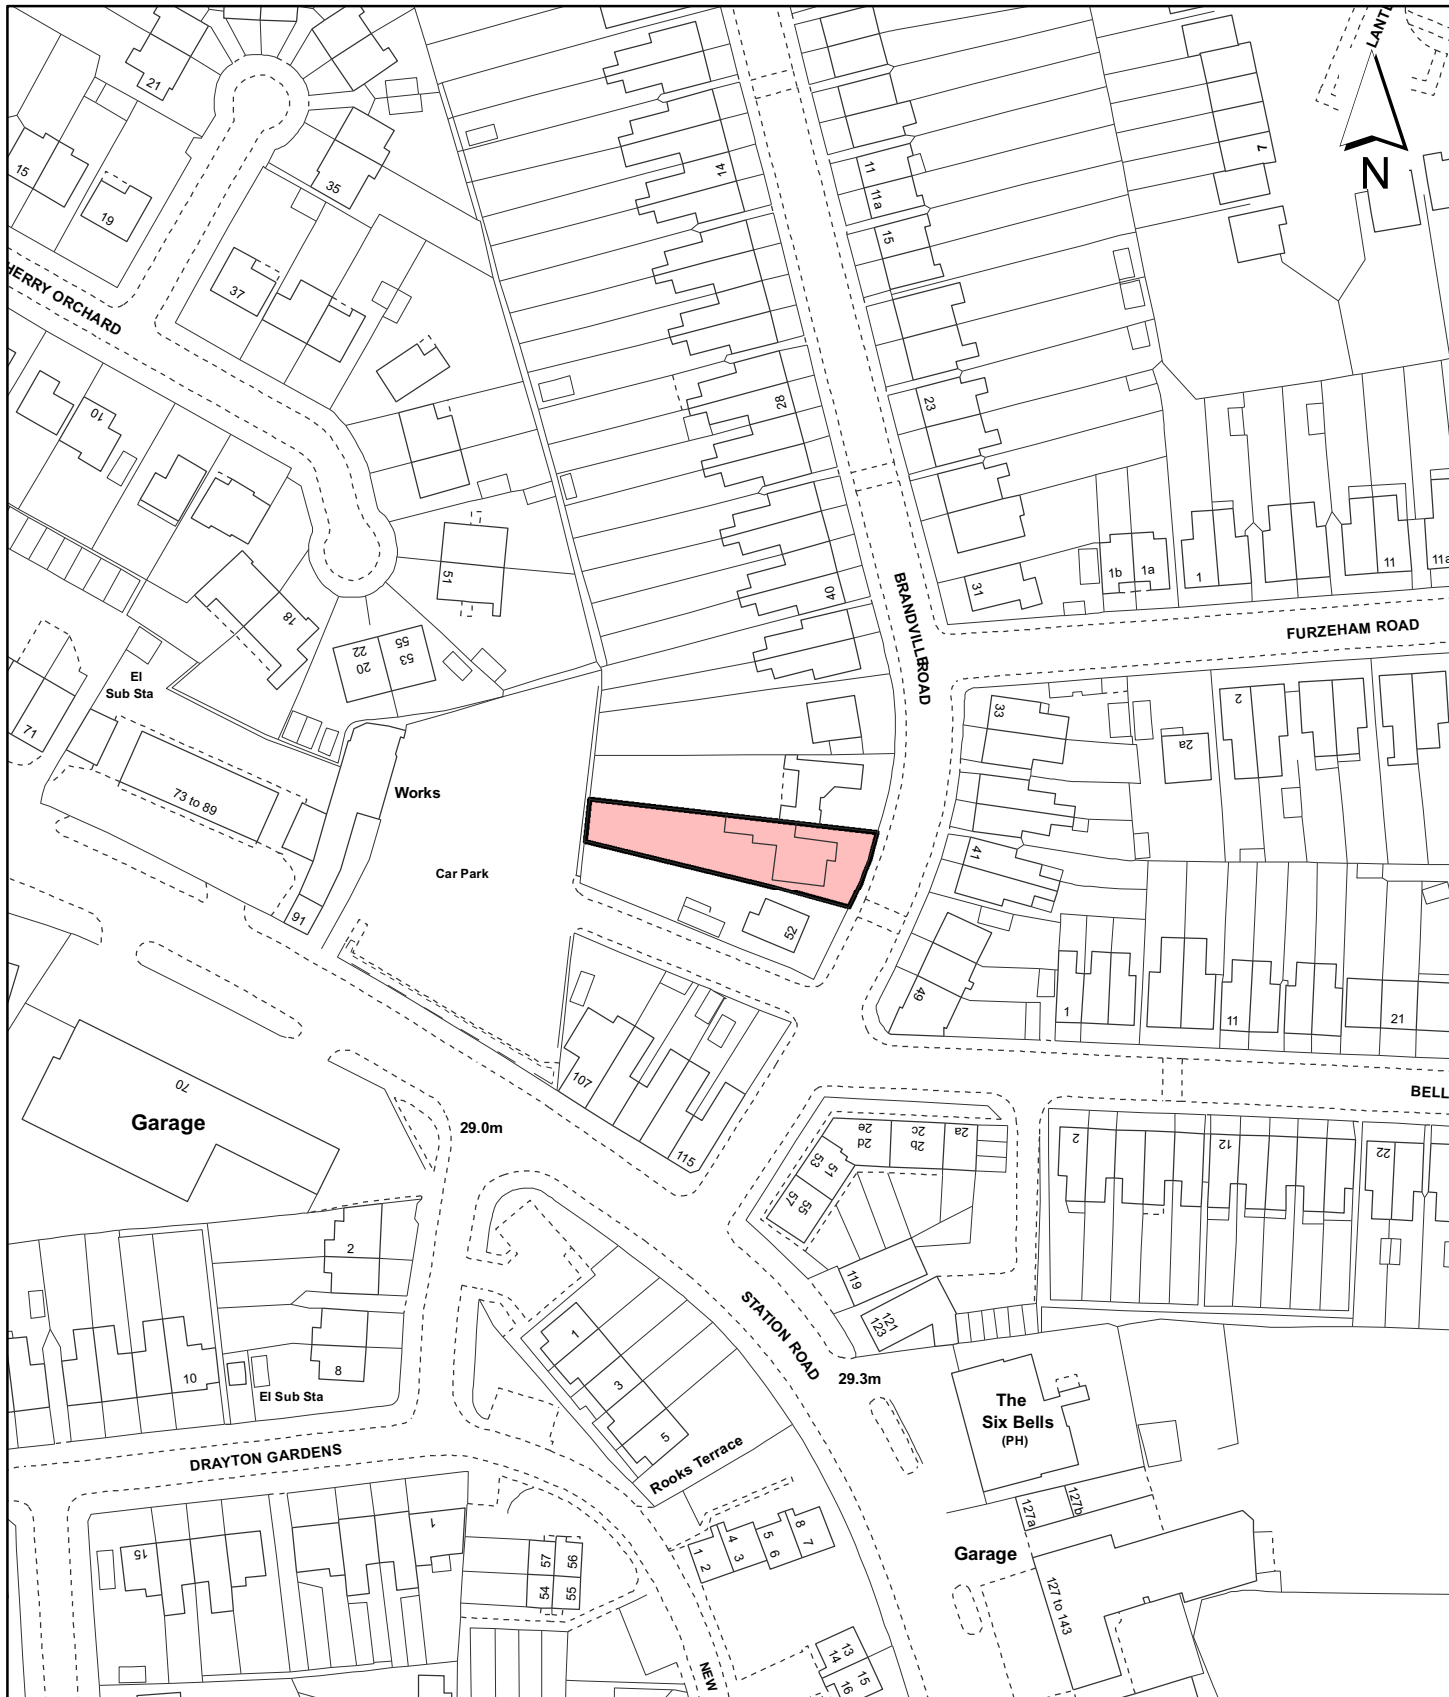 LANTL
N
21
15
19
35
37
HERRY ORCHARD
10
14
11
11a
15
7
28
23
51
18
40
31
1b
1a
1
11
11a
BRANDVILLE ROAD
FURZEHAM ROAD
22
20
55
53
El
Sub Sta
71
73 to 89
Works
Car Park
91
33
2a
2
41
52
49
1
11
21
BELL
70
Garage
29.0m
107
115
2e
2d
2c
2b
2a
53
51
57
55
2
12
22
119
121
123
STATION ROAD
29.3m
2
8
10
El Sub Sta
DRAYTON GARDENS
1
3
5
Rooks Terrace
The
Six Bells
(PH)
127a
127b
Garage
127 to 143
15
1
57
56
54
55
1
2
4
3
5
6
8
7
13
14
15
16
NEW